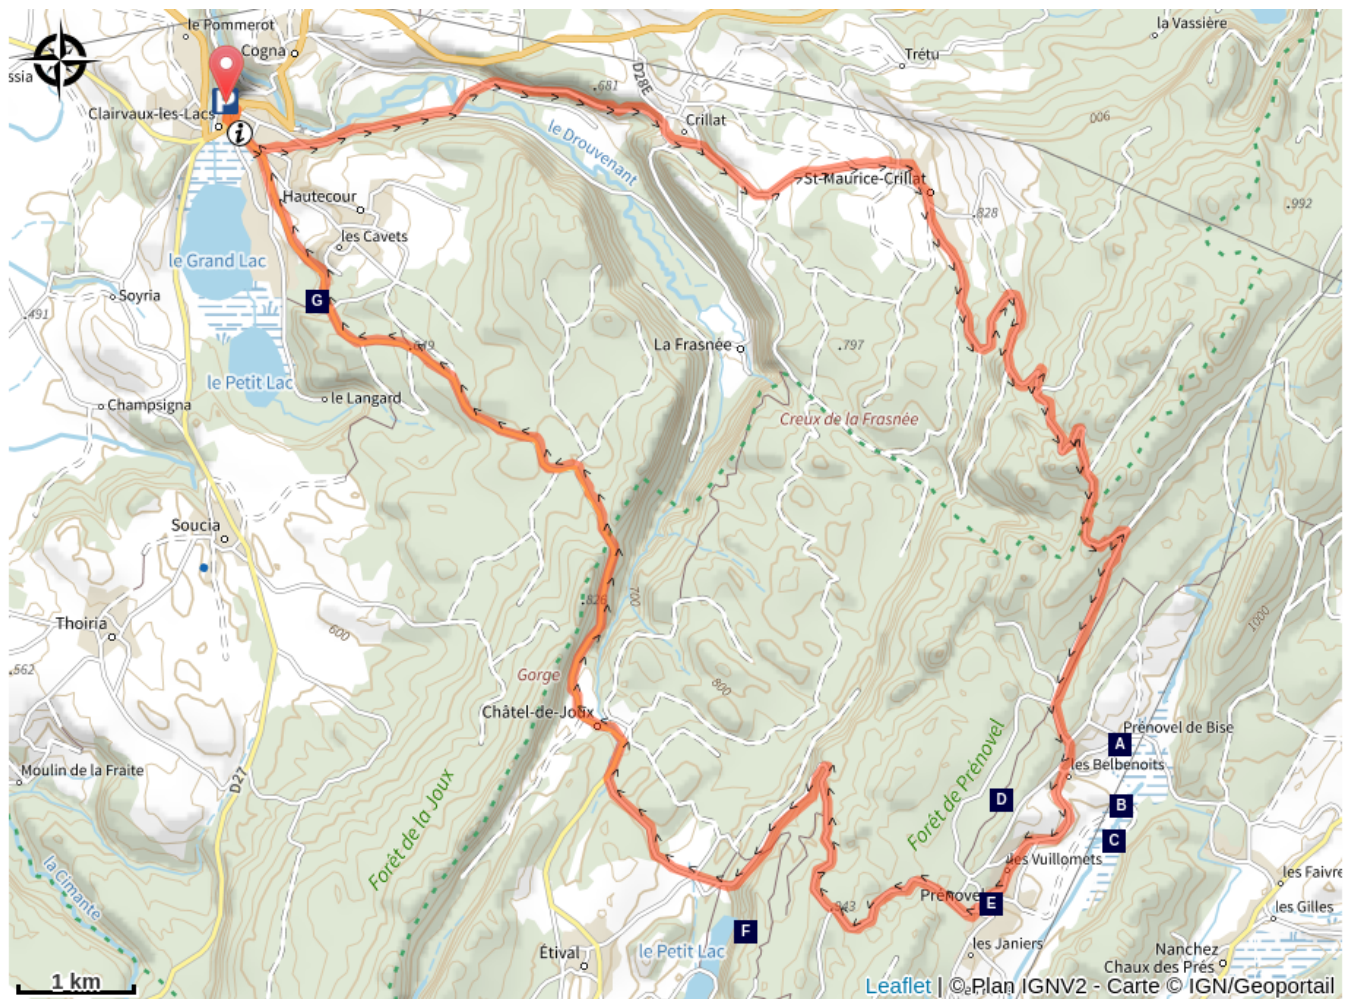 le Pommerot
la Vassière
Cogna
Trétu
ssia
D28E
.681
Clairvaux-les-Lacs
P
i
Crillat
006
le Drouvenant
St-Maurice-Crillat
Hautecour
.828
.992
les Cavets
le Grand Lac
Soyria
G
.491
La Frasnée
.797
le Petit Lac
le Langard
Champsigna
Creux de la Frasnée
Soucia
.826
700
Thoiria
600
1000
.562
Gorge
800
Châtel-de-Joux
Prénovel de Bise
A
les Belbenoits
Moulin de la Fraite
D27
Forêt de Prénovel
D
B
Forêt de la Joux
C
les Vuillomets
la Cimante
les Faivre
Prénovel
E
.943
les Gilles
F
les Janiers
Étival
le Petit Lac
Nanchez
Chaux des Prés
1 km
Leaflet | © Plan IGNV2 - Carte © IGN/Geoportail